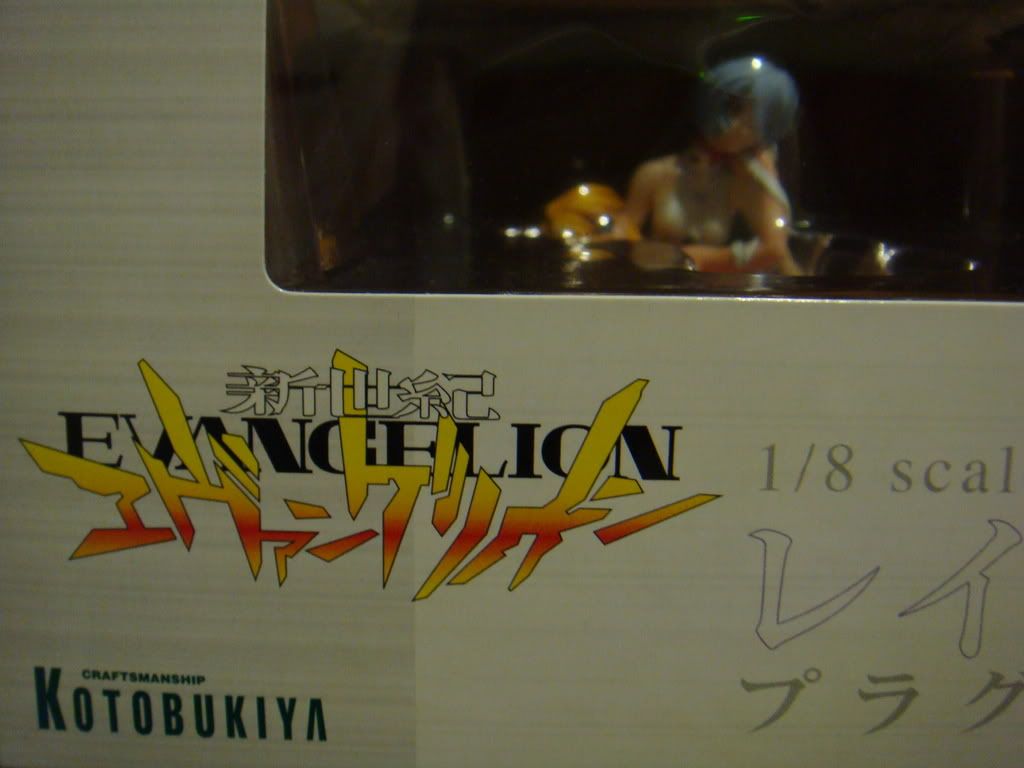 新世紀
EVANGELION
エヴァンゲリオン
1/8 scal
レイ
プラグ
CRAFTSMANSHIP
KOTOBUKIYA